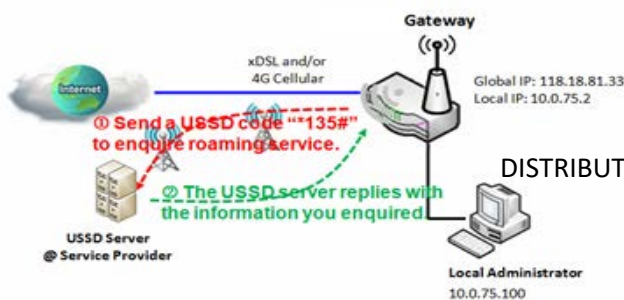 Gateway
xDSL and/or
4G Cellular
Internet
Global IP: 118.18.81.33
Local IP: 10.0.75.2
① Send a USSD code "*135#"
to enquire roaming service.
DISTRIBUT
② The USSD server replies with
the information you enquired.
USSD Server
@ Service Provider
Local Administrator
10.0.75.100